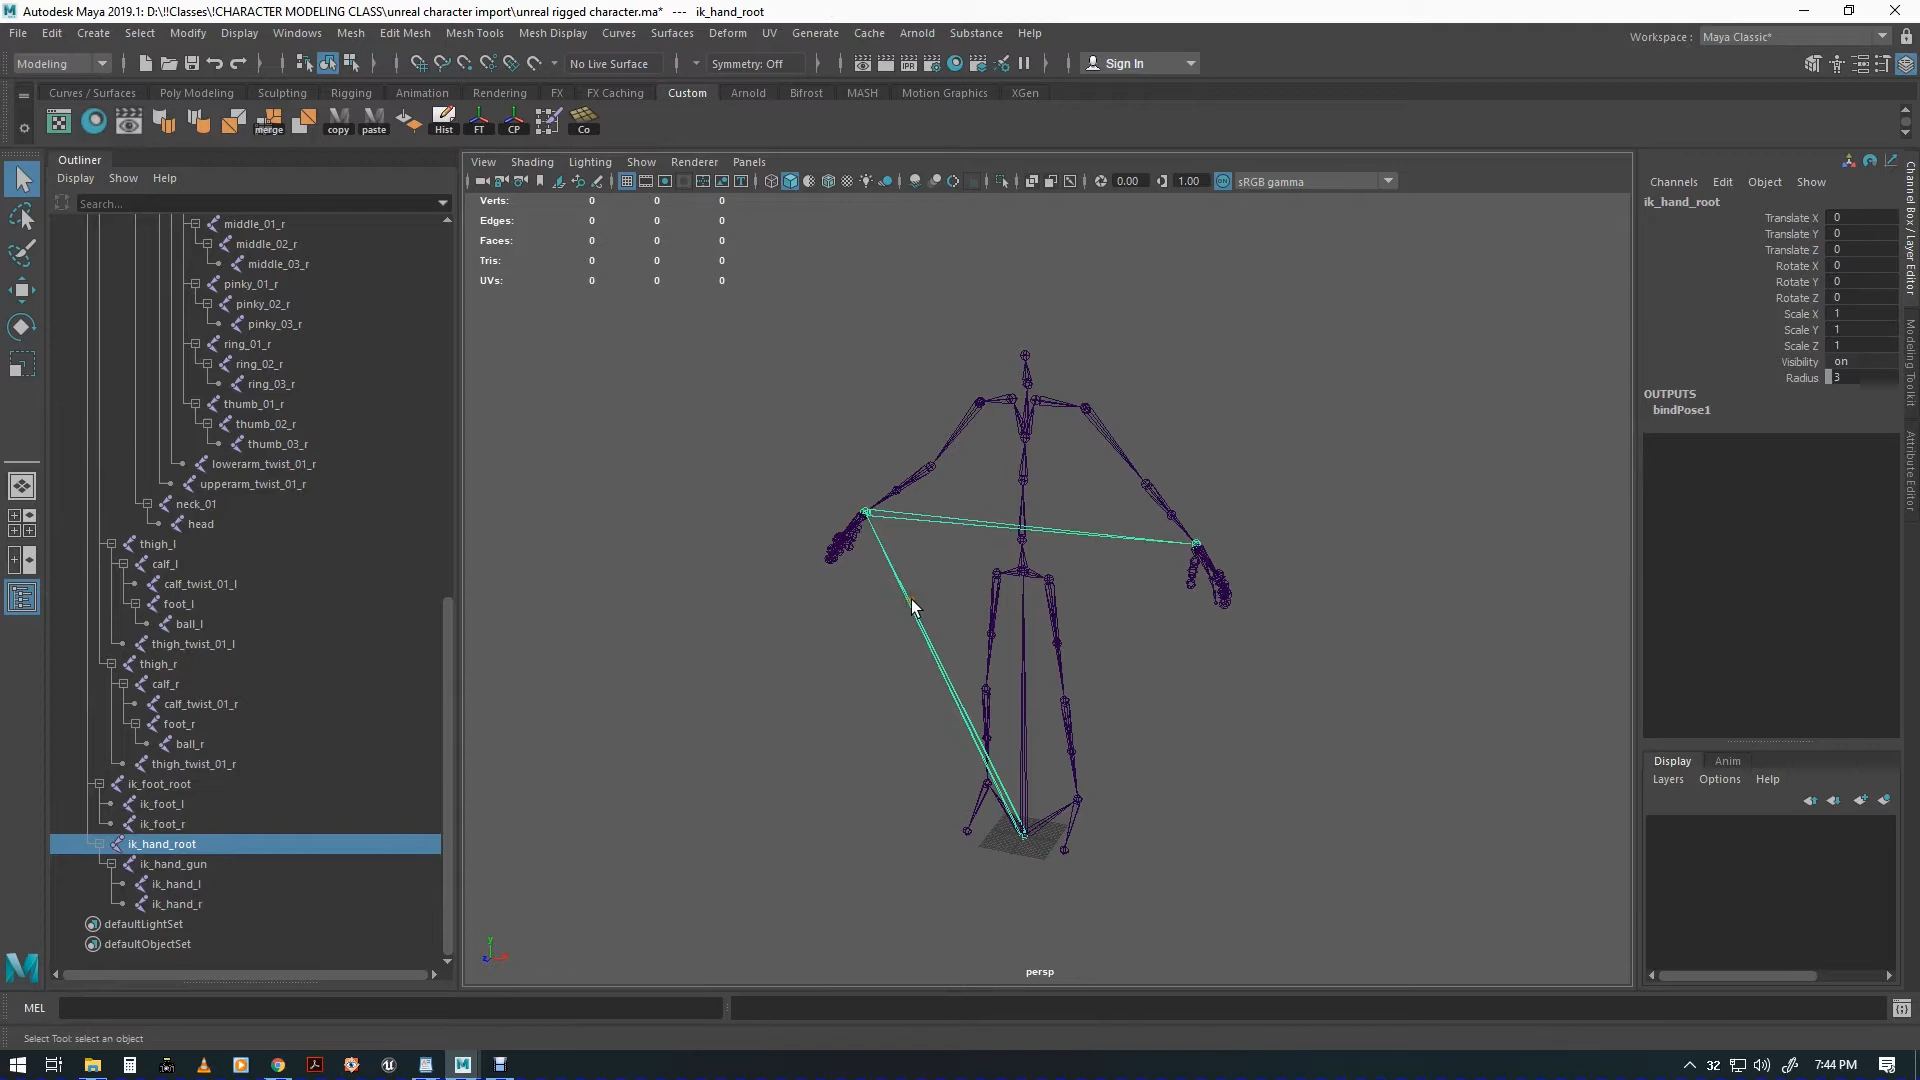 Autodesk Maya 2019.1: D:\!!Classes\!CHARACTER MODELING CLASS\unreal character import\unreal rigged character.ma*   ---   ik_hand_root
File Edit Create Select Modify Display Windows Mesh Edit Mesh Mesh Tools Mesh Display Curves Surfaces Deform UV Generate Cache Arnold Substance Help
Workspace : Maya Classic*
Modeling No Live Surface Symmetry: Off Sign In
Curves / Surfaces Poly Modeling Sculpting Rigging Animation Rendering FX FX Caching Custom Arnold Bifrost MASH Motion Graphics XGen
merge copy paste Hist FT CP Co
Outliner
Display Show Help
Search...
middle_01_r
middle_02_r
middle_03_r
pinky_01_r
pinky_02_r
pinky_03_r
ring_01_r
ring_02_r
ring_03_r
thumb_01_r
thumb_02_r
thumb_03_r
lowerarm_twist_01_r
upperarm_twist_01_r
neck_01
head
thigh_l
calf_l
calf_twist_01_l
foot_l
ball_l
thigh_twist_01_l
thigh_r
calf_r
calf_twist_01_r
foot_r
ball_r
thigh_twist_01_r
ik_foot_root
ik_foot_l
ik_foot_r
ik_hand_root
ik_hand_gun
ik_hand_l
ik_hand_r
defaultLightSet
defaultObjectSet
View Shading Lighting Show Renderer Panels
0.00 1.00 sRGB gamma
Verts: 0 0 0
Edges: 0 0 0
Faces: 0 0 0
Tris: 0 0 0
UVs: 0 0 0
persp
Channels Edit Object Show
ik_hand_root
Translate X 0
Translate Y 0
Translate Z 0
Rotate X 0
Rotate Y 0
Rotate Z 0
Scale X 1
Scale Y 1
Scale Z 1
Visibility on
Radius 3
OUTPUTS
bindPose1
Display Anim
Layers Options Help
Channel Box / Layer Editor
Modeling Toolkit
Attribute Editor
MEL
Select Tool: select an object
32 7:44 PM